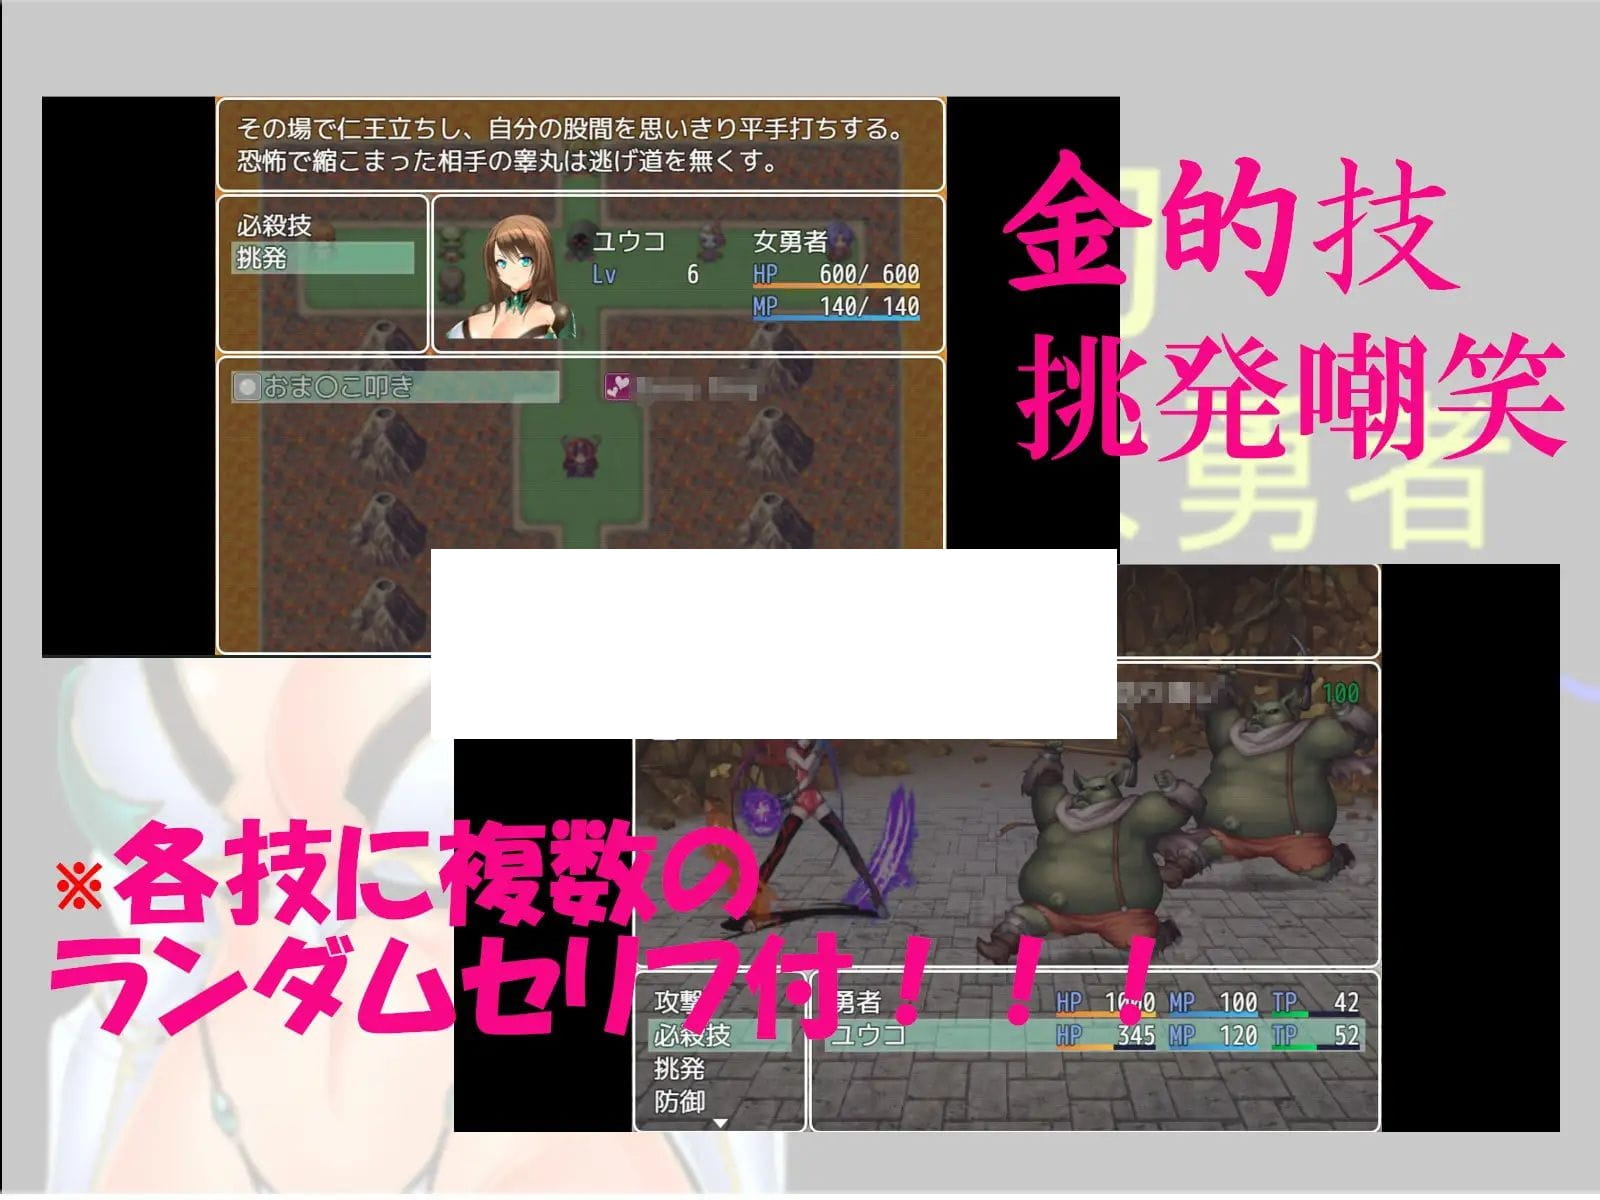 その場で仁王立ちし、自分の股間を思いきり平手打ちする。
恐怖で縮こまった相手の睾丸は逃げ道を無くす。
必殺技
挑発
ユウコ
女勇者
Lv 6
HP 600/ 600
MP 140/ 140
おま〇こ叩き
金的技
挑発嘲笑
勇者
100
※各技に複数の
ランダムセリフ付！！！
攻撃
必殺技
挑発
防御
勇者 HP 1000 MP 100 TP 42
ユウコ HP 345 MP 120 TP 52